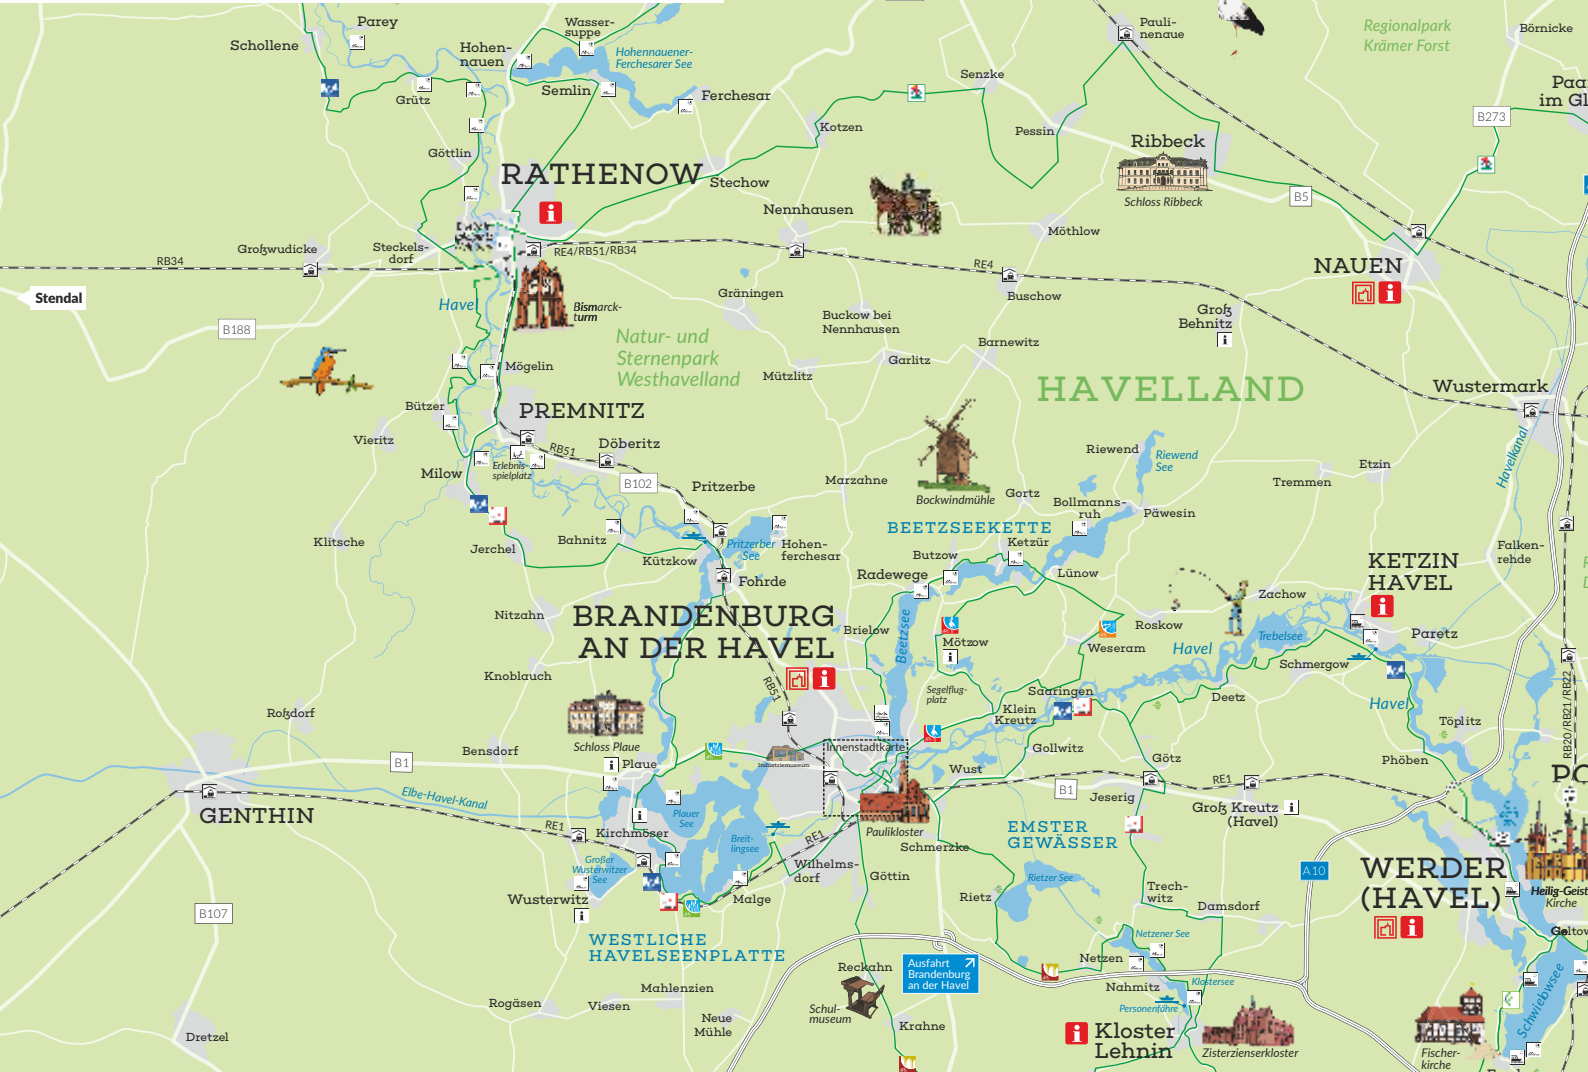 Parey
Schollene
Wasser-
suppe
Hohen-
nauen
Hohennauener-
Ferchesarer See
Grütz
Semlin
Ferchesar
Senzke
Pauli-
nenaue
Regionalpark
Krämer Forst
Börnicke
B273
Göttlin
Kotzen
Pessin
Ribbeck
Schloss Ribbeck
B5
RATHENOW
Stechow
Nennhausen
Möthlow
Großwudicke
Steckels-
dorf
RB34
RE4/RB51/RB34
RE4
NAUEN
Stendal
Havel
Bismarck-
turm
Gräningen
Buschow
B188
Buckow bei
Nennhausen
Groß
Behnitz
Natur- und
Sternenpark
Westhavelland
Barnewitz
Garlitz
Mögelin
Mützlitz
HAVELLAND
Wustermark
Bützer
PREMNITZ
Vieritz
RB51
Döberitz
Riewend
Riewend
See
Havelkanal
Etzin
Milow
Erlebnis-
spielplatz
B102
Pritzerbe
Marzahne
Bockwindmühle
Gortz
Bollmanns-
ruh
Päwesin
Tremmen
BEETZSEEKETTE
Klitsche
Jerchel
Bahnitz
Kützkow
Pritzerber
See
Hohen-
ferchesar
Butzow
Ketzür
Falken-
rehde
Fohrde
Radewege
Lünow
KETZIN
HAVEL
Nitzahn
BRANDENBURG
AN DER HAVEL
Brielow
Beetzsee
Mötzow
Weseram
Roskow
Zachow
Havel
Trebelsee
Paretz
Schmergow
Knoblauch
RB51
Segelflug-
platz
Saaringen
Klein
Kreutz
Deetz
Havel
Töplitz
Roßdorf
Schloss Plaue
Bensdorf
B1
Plaue
Industriemuseum
Innenstadtkarte
Gollwitz
Wust
Götz
Phöben
RB20/RB21/RB22
Elbe-Havel-Kanal
GENTHIN
B1
RE1
Jeserig
Groß Kreutz
(Havel)
Plauer
See
RE1
Kirchmöser
Breit-
lingsee
RE1
Paulikloster
Schmerzke
EMSTER
GEWÄSSER
Großer
Wusterwitzer
See
Wilhelms-
dorf
Göttin
Rietzer See
A10
WERDER
(HAVEL)
Wusterwitz
Malge
Rietz
Trech-
witz
Damsdorf
Heilig-Geist
Kirche
B107
WESTLICHE
HAVELSEENPLATTE
Netzener See
Reckahn
Ausfahrt
Brandenburg
an der Havel
Netzen
Nahmitz
Klostersee
Personenfähre
Schwielowsee
Rogäsen
Viesen
Mahlenzien
Neue
Mühle
Schul-
museum
Krahne
Dretzel
Kloster
Lehnin
Zisterzienserkloster
Fischer-
kirche